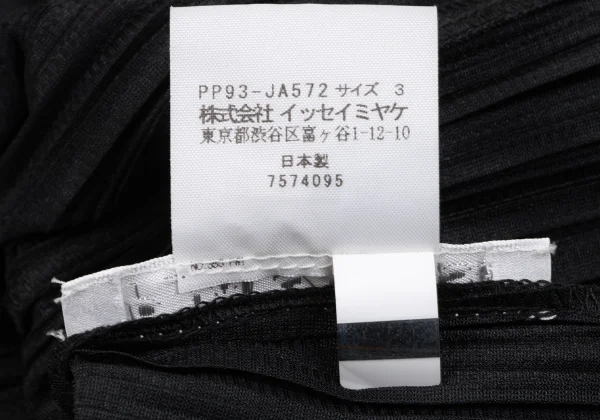 PP93-JA572 サイズ 3
株式会社 イッセイミヤケ
東京都渋谷区富ヶ谷1-12-10
日本製
7574095